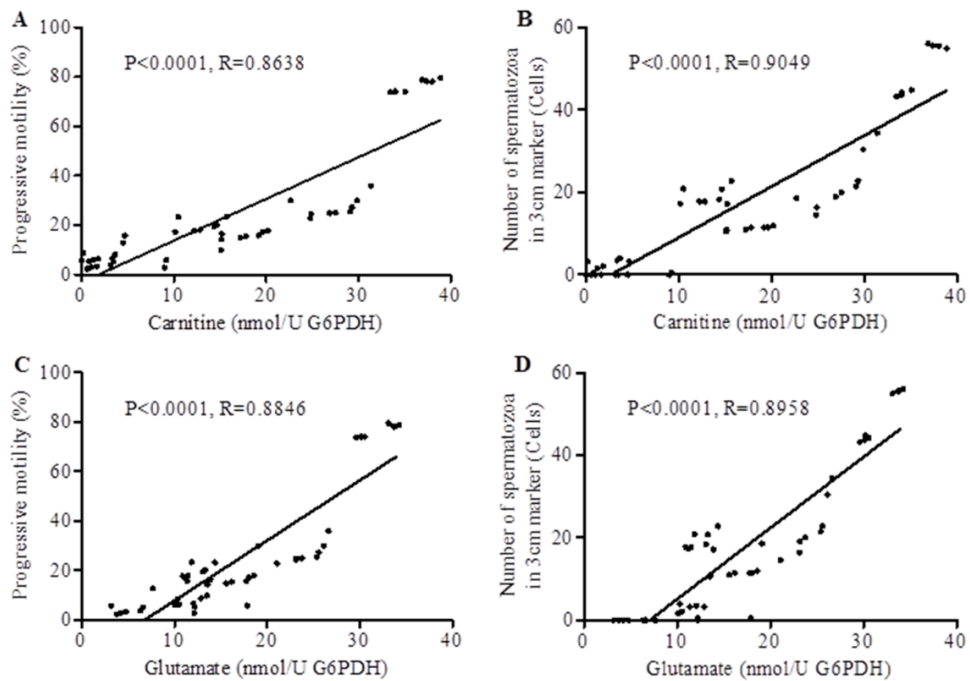 A
P<0.0001, R=0.8638
Progressive motility (%)
100
80
60
40
20
0
0 10 20 30 40
Carnitine (nmol/U G6PDH)
B
P<0.0001, R=0.9049
Number of spermatozoa
in 3cm marker (Cells)
60
40
20
0
0 10 20 30 40
Carnitine (nmol/U G6PDH)
C
P<0.0001, R=0.8846
Progressive motility (%)
100
80
60
40
20
0
0 10 20 30 40
Glutamate (nmol/U G6PDH)
D
P<0.0001, R=0.8958
Number of spermatozoa
in 3cm marker (Cells)
60
40
20
0
0 10 20 30 40
Glutamate (nmol/U G6PDH)